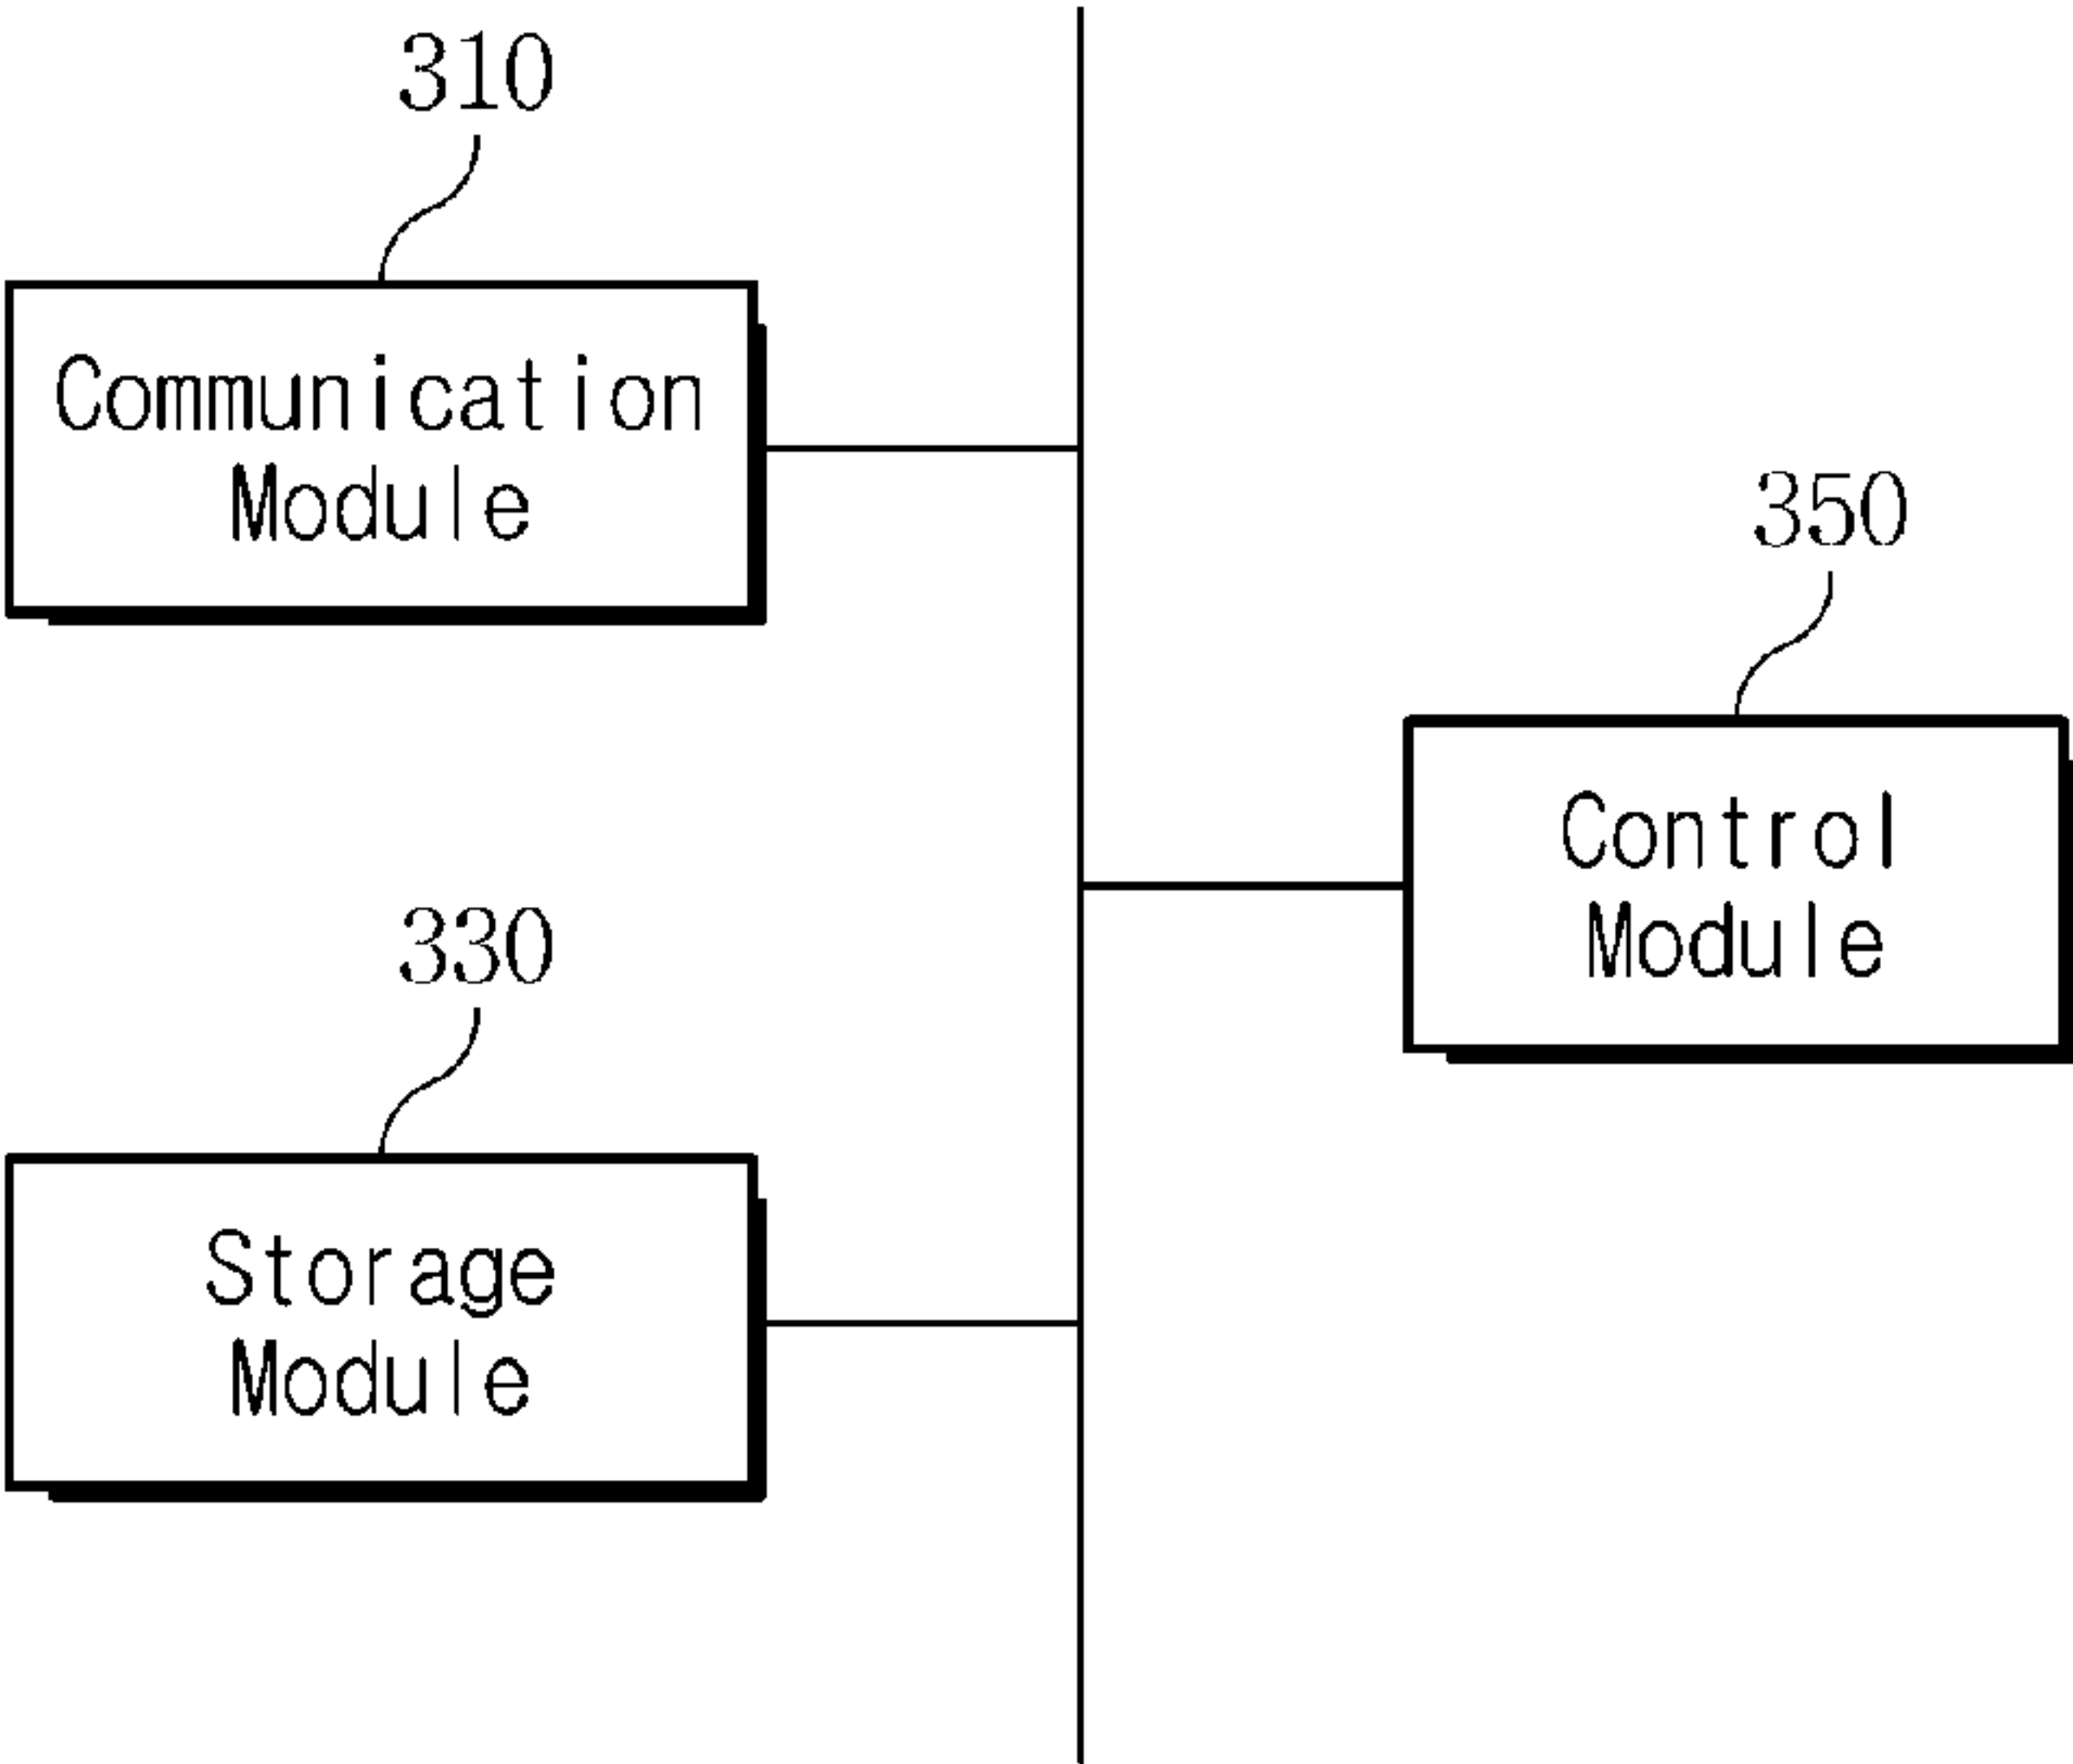 310
Communication
Module
350
Control
Module
330
Storage
Module